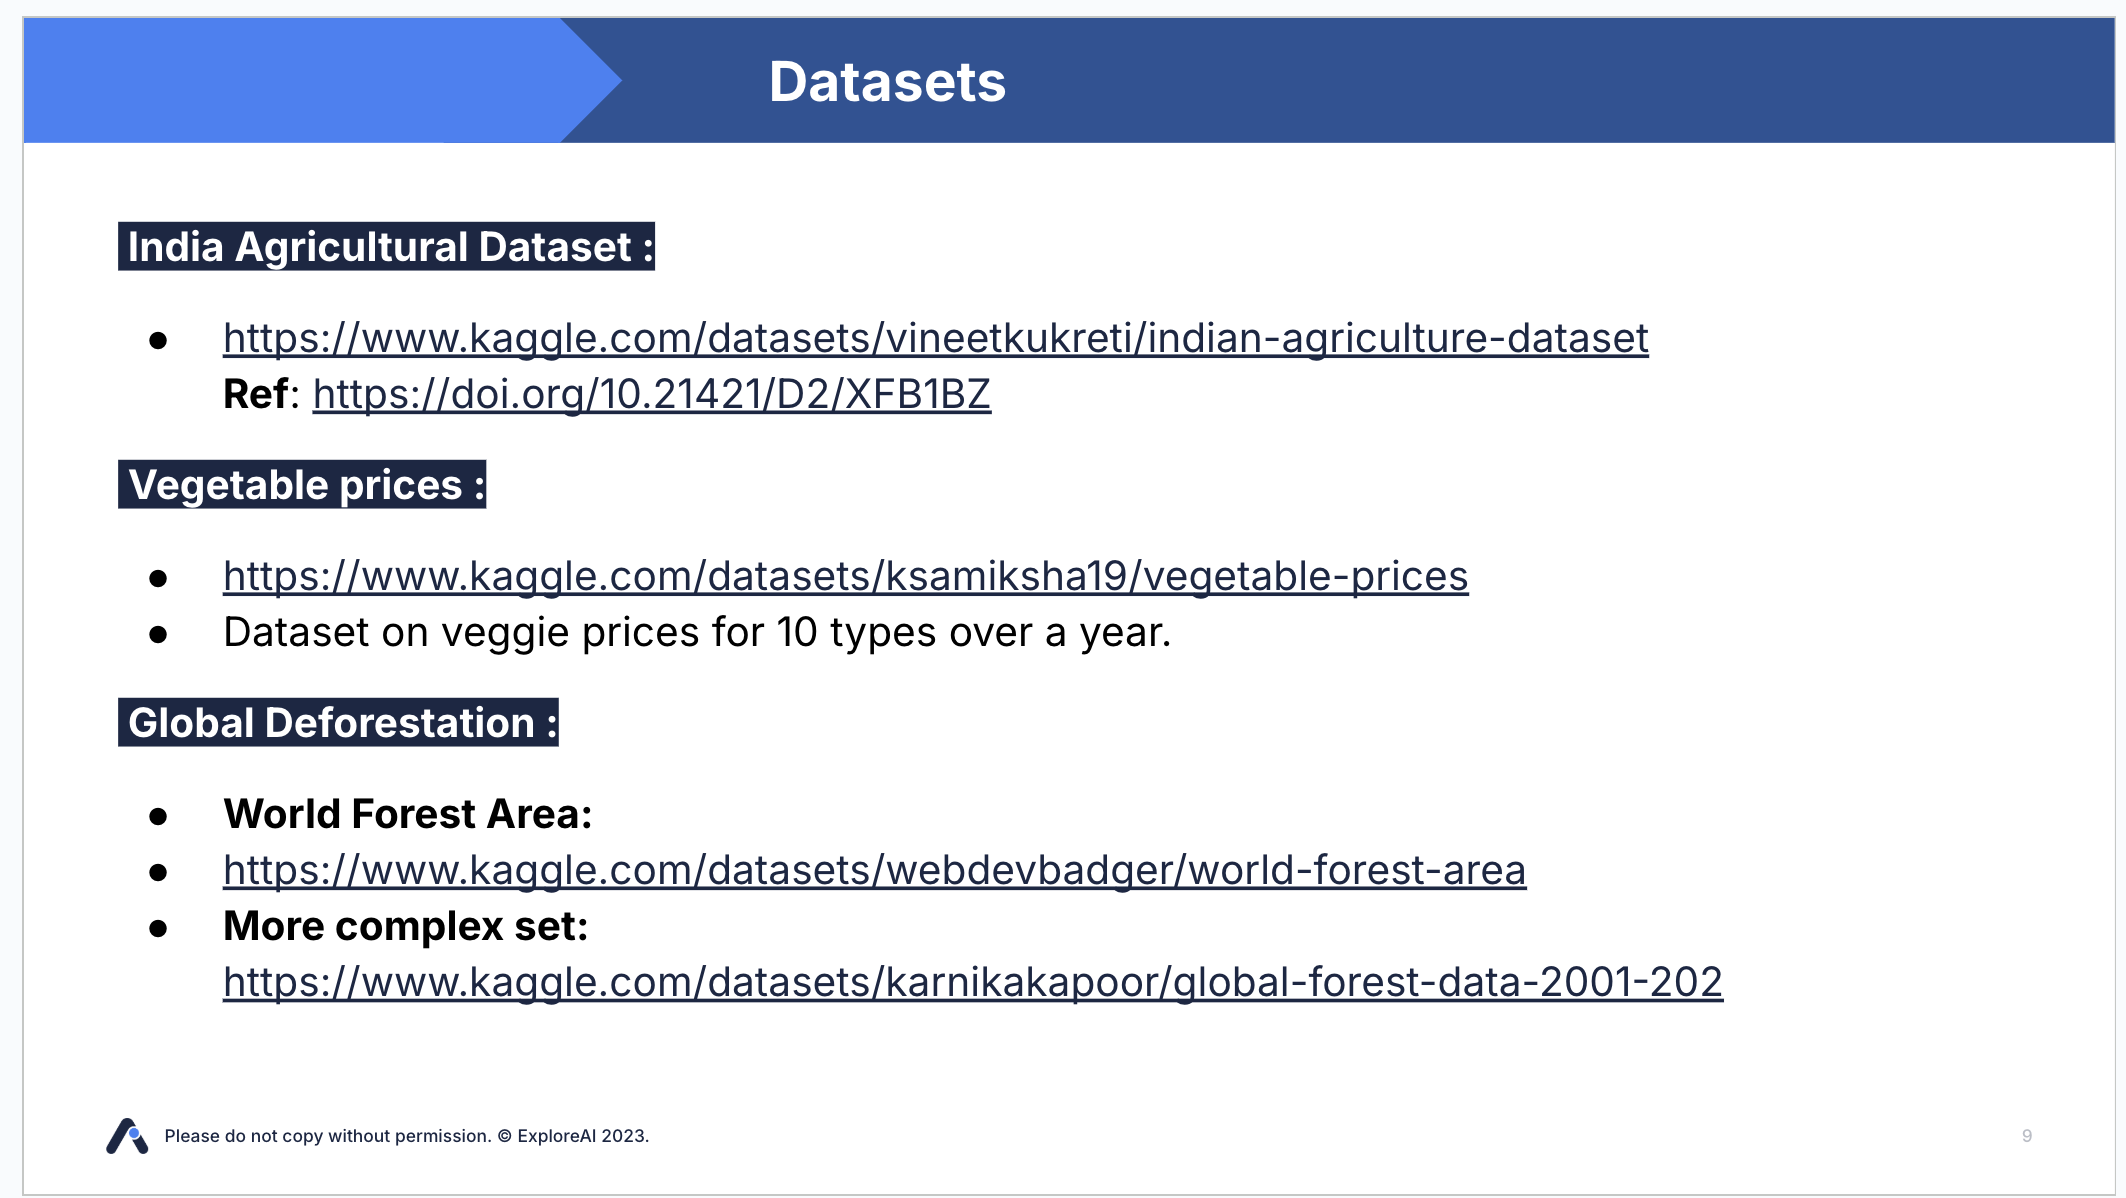 Datasets
India Agricultural Dataset :
● https://www.kaggle.com/datasets/vineetkukreti/indian-agriculture-dataset
Ref: https://doi.org/10.21421/D2/XFB1BZ
Vegetable prices :
● https://www.kaggle.com/datasets/ksamiksha19/vegetable-prices
● Dataset on veggie prices for 10 types over a year.
Global Deforestation :
● World Forest Area:
● https://www.kaggle.com/datasets/webdevbadger/world-forest-area
● More complex set:
https://www.kaggle.com/datasets/karnikakapoor/global-forest-data-2001-202
Please do not copy without permission. © ExploreAI 2023.
9